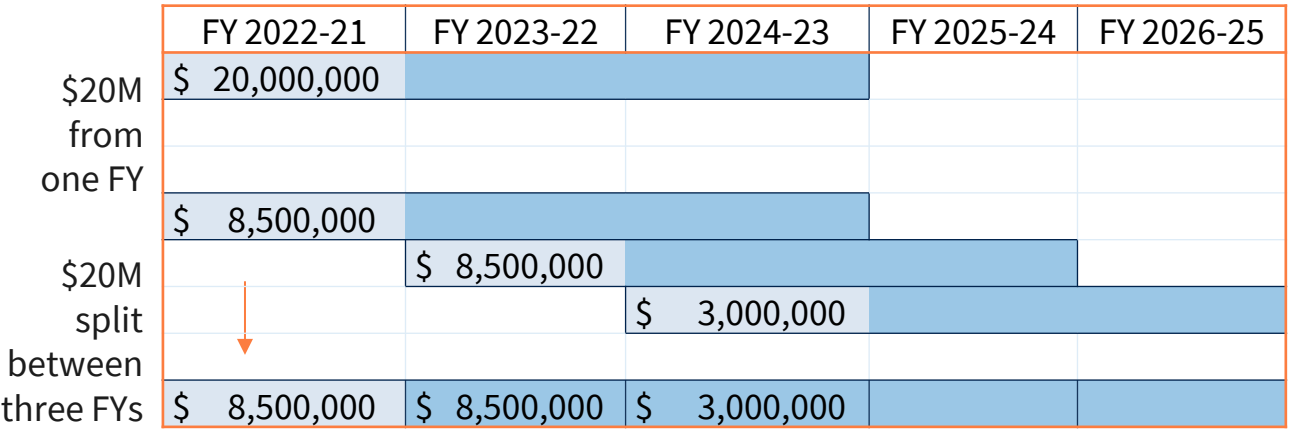 FY 2022-21 FY 2023-22 FY 2024-23 FY 2025-24 FY 2026-25
$20M
from
one FY
$ 20,000,000
$ 8,500,000
$ 8,500,000
$ 3,000,000
$20M
split
between
three FYs
$ 8,500,000 $ 8,500,000 $ 3,000,000